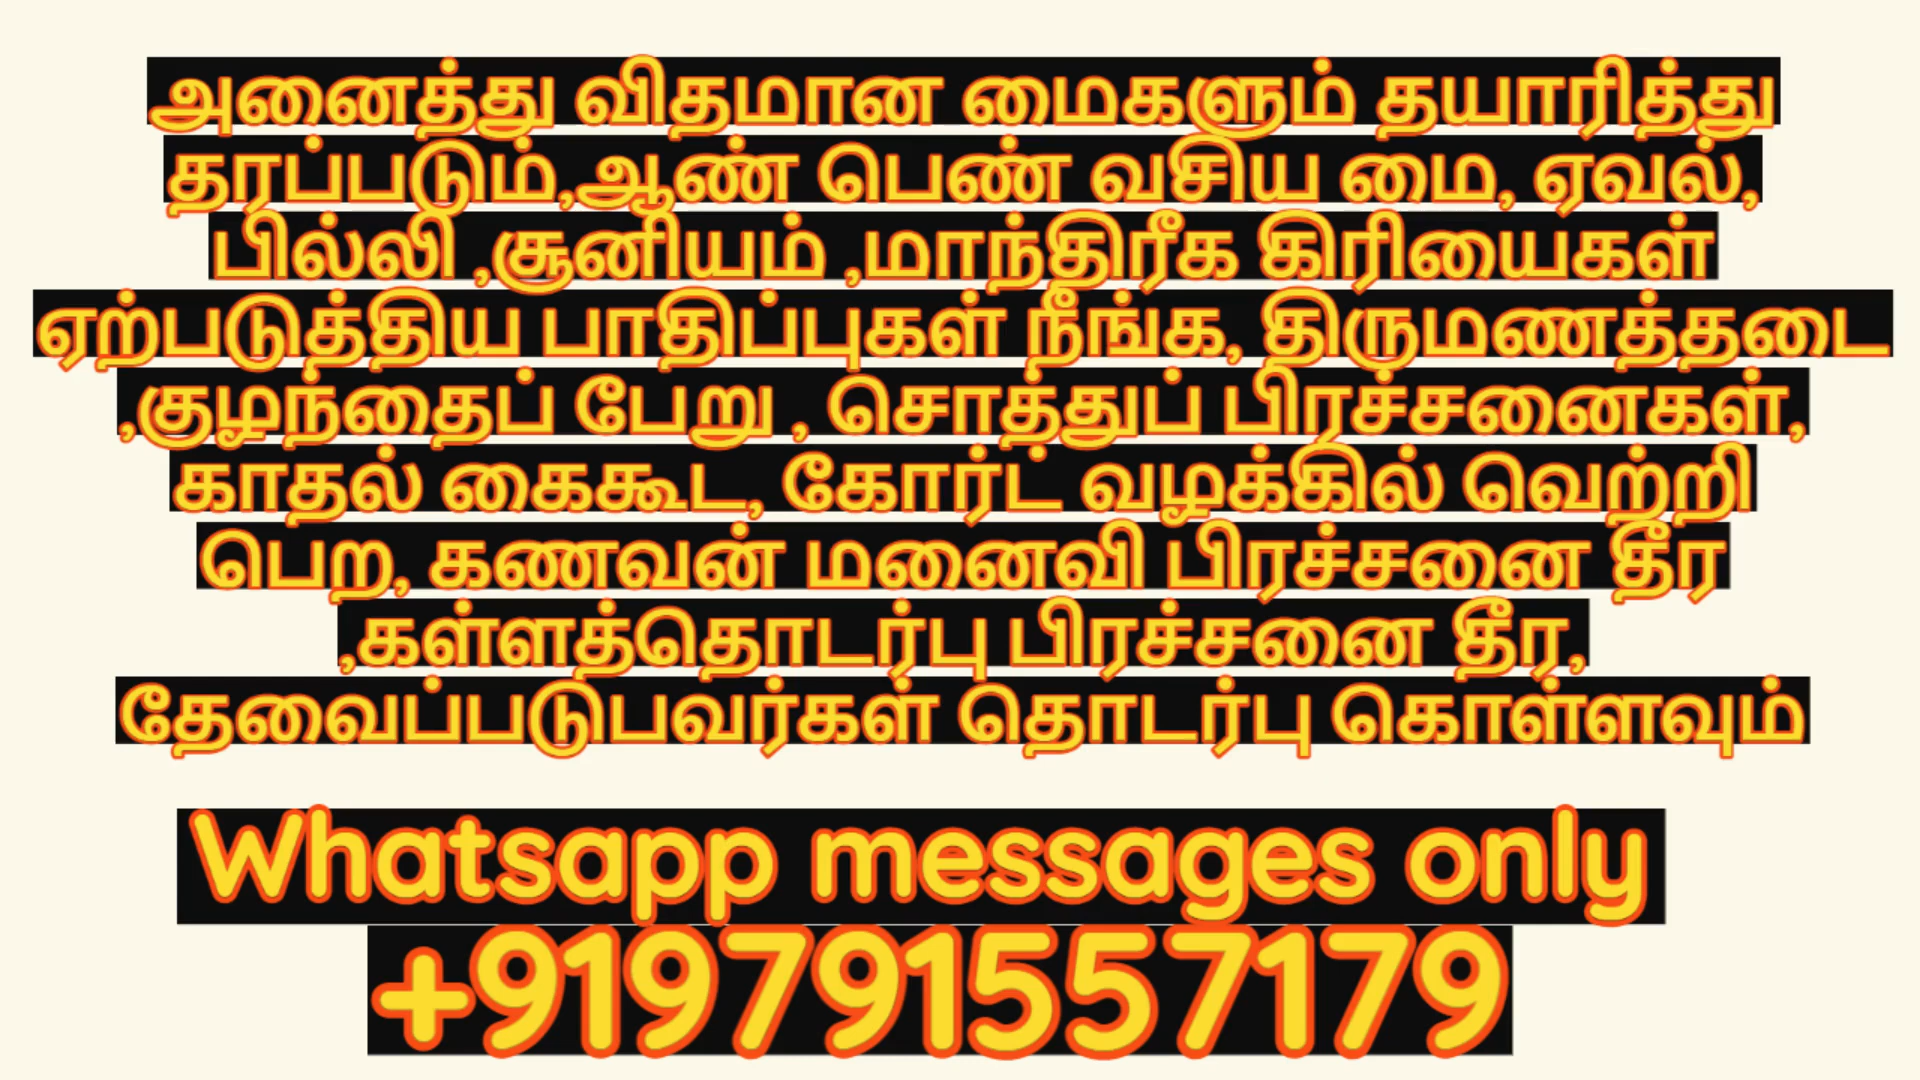 அனைத்து விதமான மைகளும் தயாரித்து
தரப்படும்,ஆண் பெண் வசிய மை, ஏவல்,
பில்லி ,சூனியம் ,மாந்திரீக கிரியைகள்
ஏற்படுத்திய பாதிப்புகள் நீங்க, திருமணத்தடை
,குழந்தைப் பேறு , சொத்துப் பிரச்சனைகள்,
காதல் கைகூட, கோர்ட் வழக்கில் வெற்றி
பெற, கணவன் மனைவி பிரச்சனை தீர
,கள்ளத்தொடர்பு பிரச்சனை தீர,
தேவைப்படுபவர்கள் தொடர்பு கொள்ளவும்
Whatsapp messages only
+919791557179